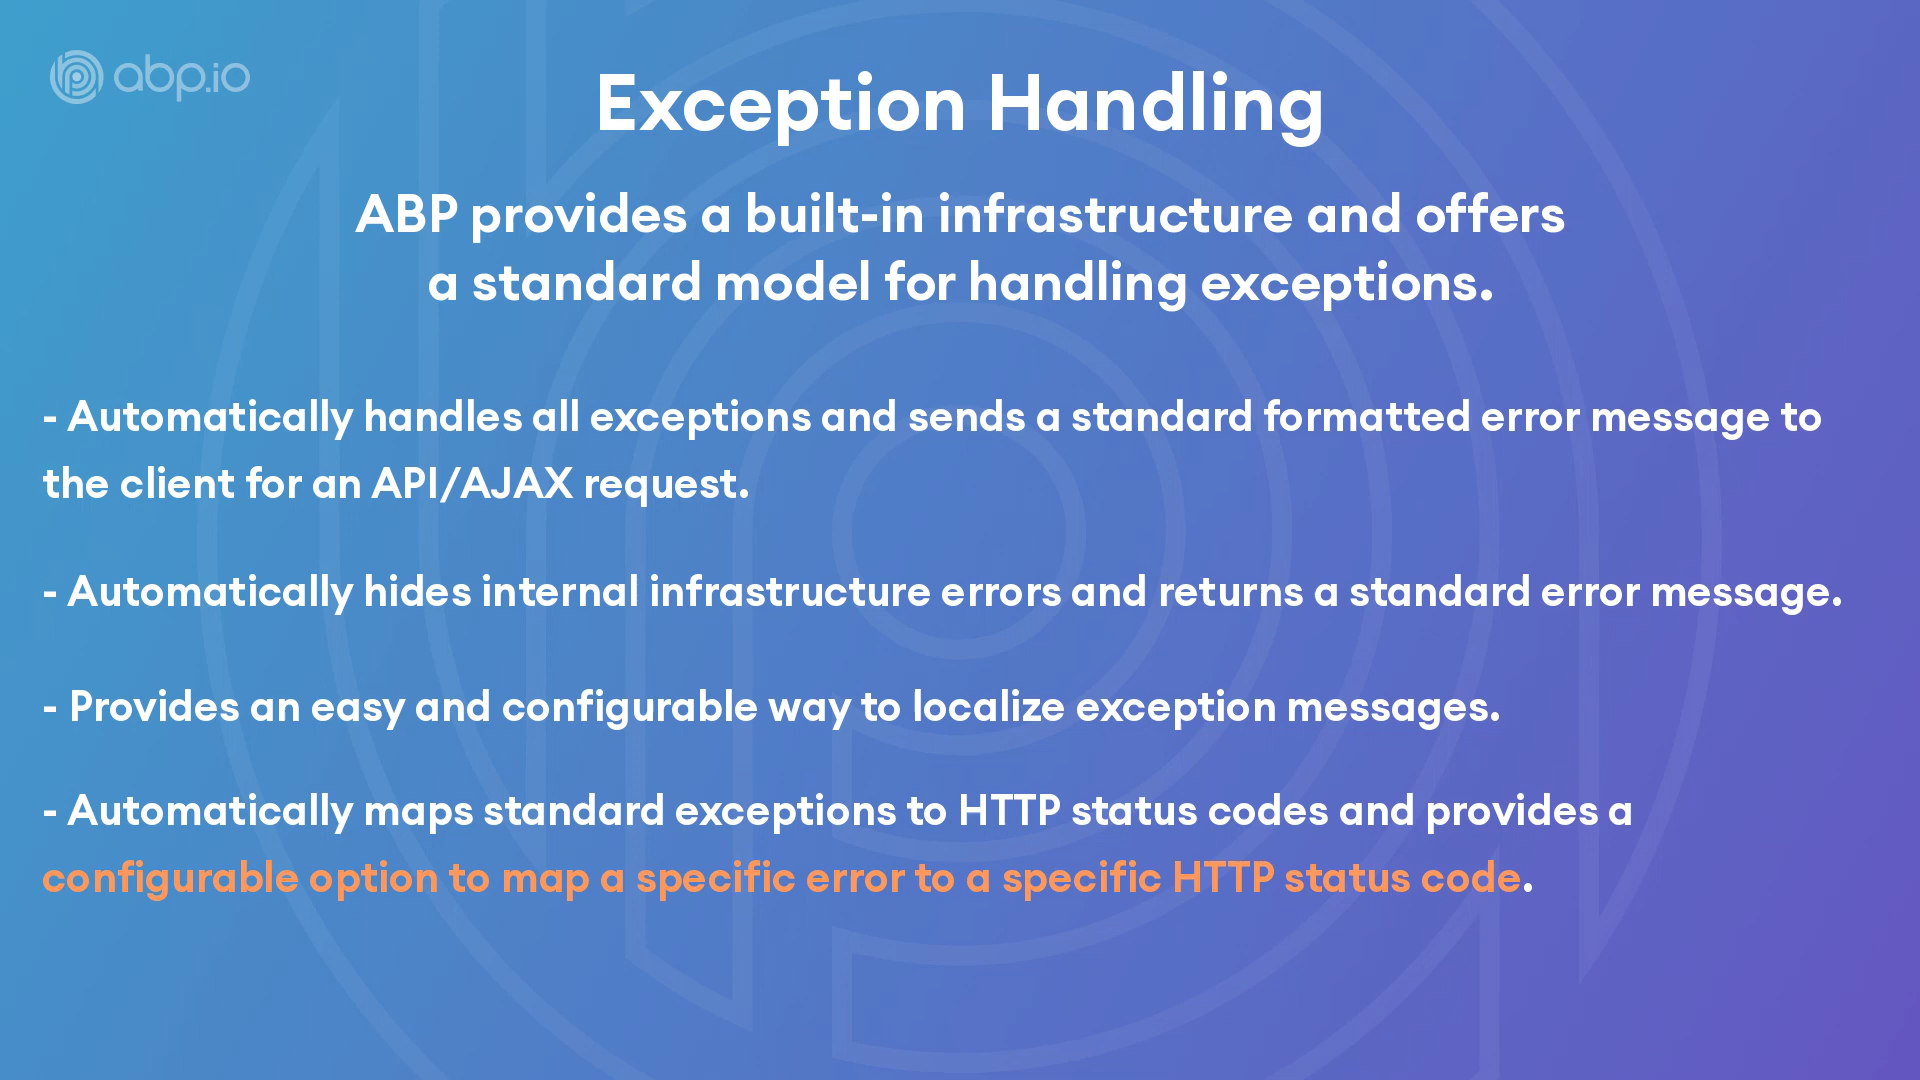 abp.io
Exception Handling
ABP provides a built-in infrastructure and offers
a standard model for handling exceptions.
- Automatically handles all exceptions and sends a standard formatted error message to
the client for an API/AJAX request.
- Automatically hides internal infrastructure errors and returns a standard error message.
- Provides an easy and configurable way to localize exception messages.
- Automatically maps standard exceptions to HTTP status codes and provides a
configurable option to map a specific error to a specific HTTP status code.